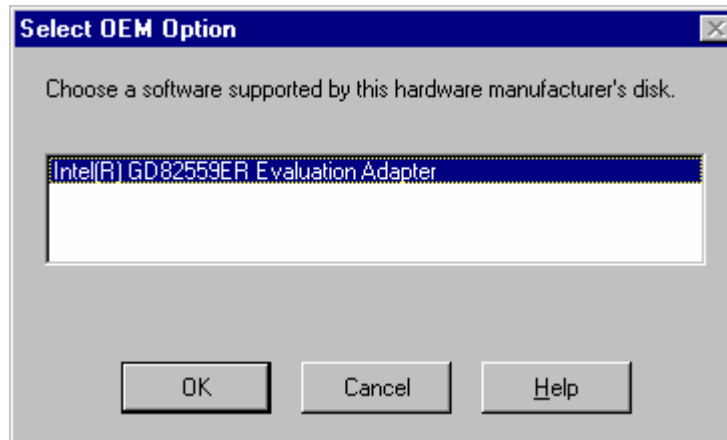 Select OEM Option
Choose a software supported by this hardware manufacturer's disk.
Intel(R) GD82559ER Evaluation Adapter
OK Cancel Help